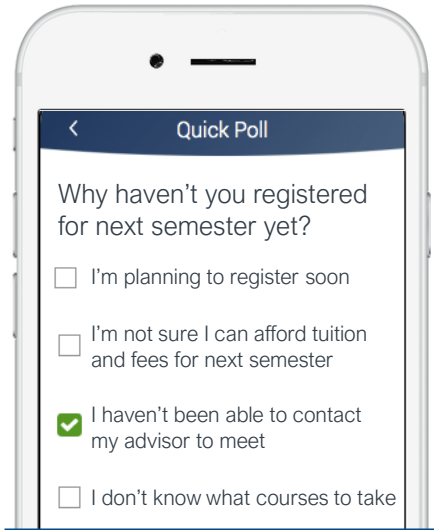 Quick Poll
Why haven't you registered
for next semester yet?
I'm planning to register soon
I'm not sure I can afford tuition
and fees for next semester
I haven't been able to contact
my advisor to meet
I don't know what courses to take